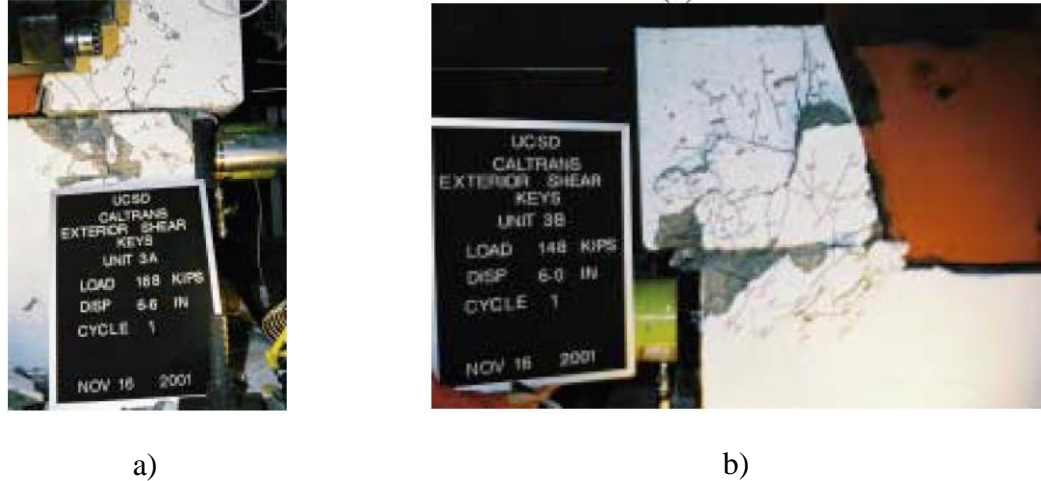 UCSD
CALTRANS
EXTERIOR SHEAR
KEYS
UNIT 3A
LOAD 168 KIPS
DISP 6-6 IN
CYCLE 1
NOV 16 2001
UCSD
CALTRANS
EXTERIOR SHEAR
KEYS
UNIT 3B
LOAD 148 KIPS
DISP 6-0 IN
CYCLE 1
NOV 16 2001
a)
b)